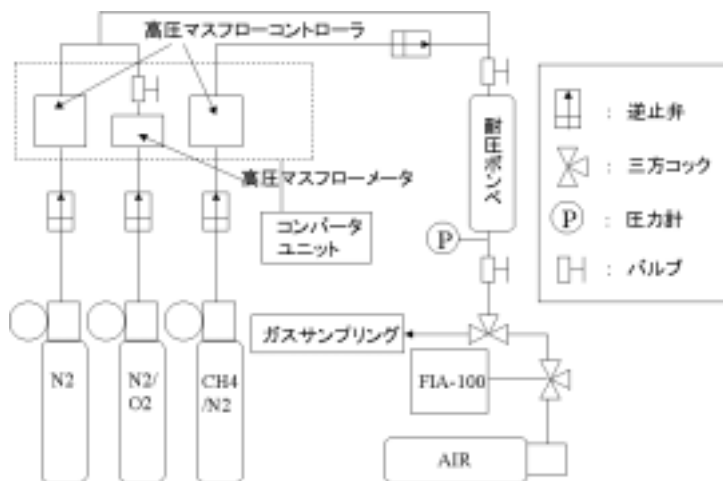 高圧マスフローコントローラ
高圧マスフローメータ
コンバータ
ユニット
耐圧ボンベ
P
N2
N2/
O2
CH4
/N2
ガスサンプリング
FIA-100
AIR
: 逆止弁
: 三方コック
P : 圧力計
: バルブ